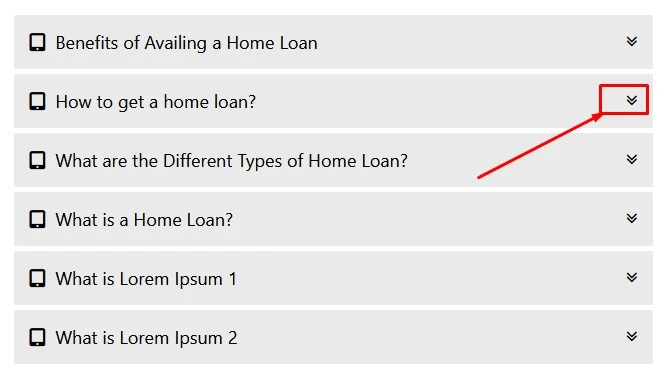 Benefits of Availing a Home Loan
How to get a home loan?
What are the Different Types of Home Loan?
What is a Home Loan?
What is Lorem Ipsum 1
What is Lorem Ipsum 2